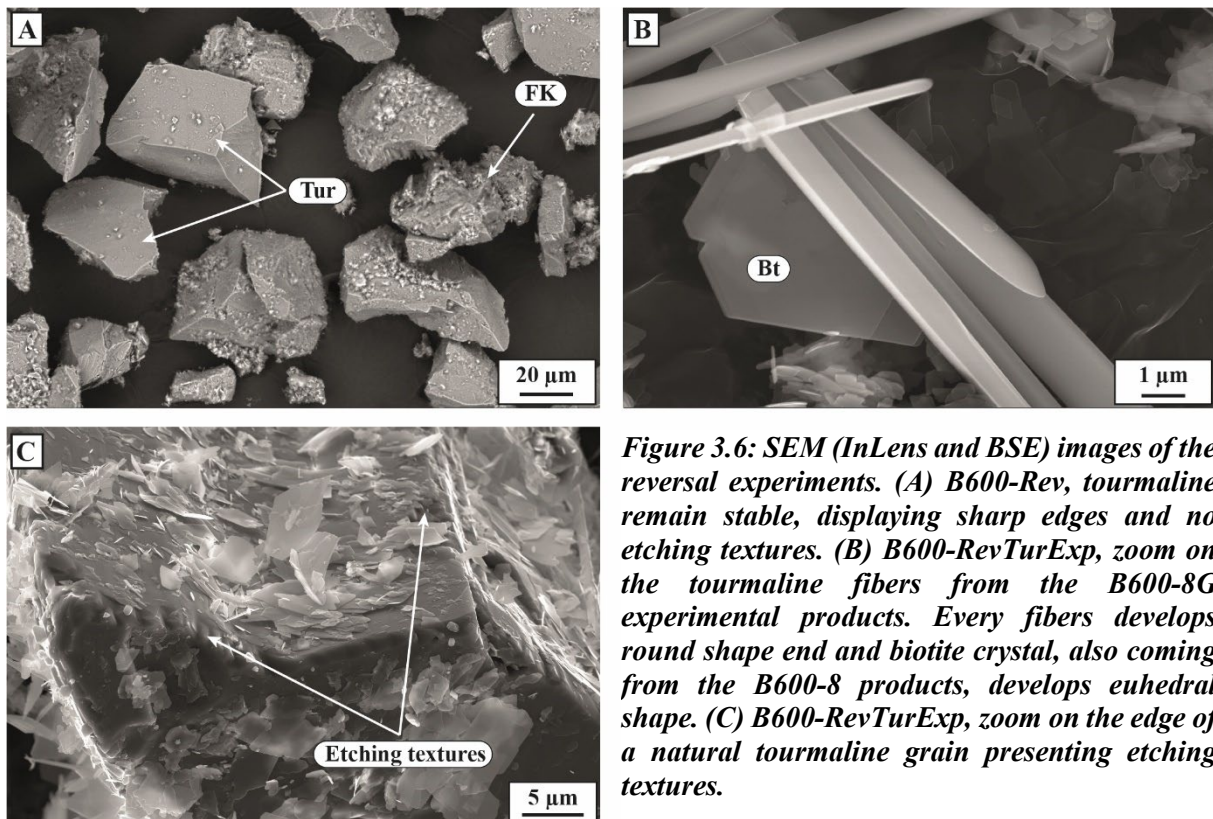 A
FK
Tur
20 µm
B
Bt
1 µm
C
Etching textures
5 µm
Figure 3.6: SEM (InLens and BSE) images of the
reversal experiments. (A) B600-Rev, tourmaline
remain stable, displaying sharp edges and no
etching textures. (B) B600-RevTurExp, zoom on
the tourmaline fibers from the B600-8G
experimental products. Every fibers develops
round shape end and biotite crystal, also coming
from the B600-8 products, develops euhedral
shape. (C) B600-RevTurExp, zoom on the edge of
a natural tourmaline grain presenting etching
textures.